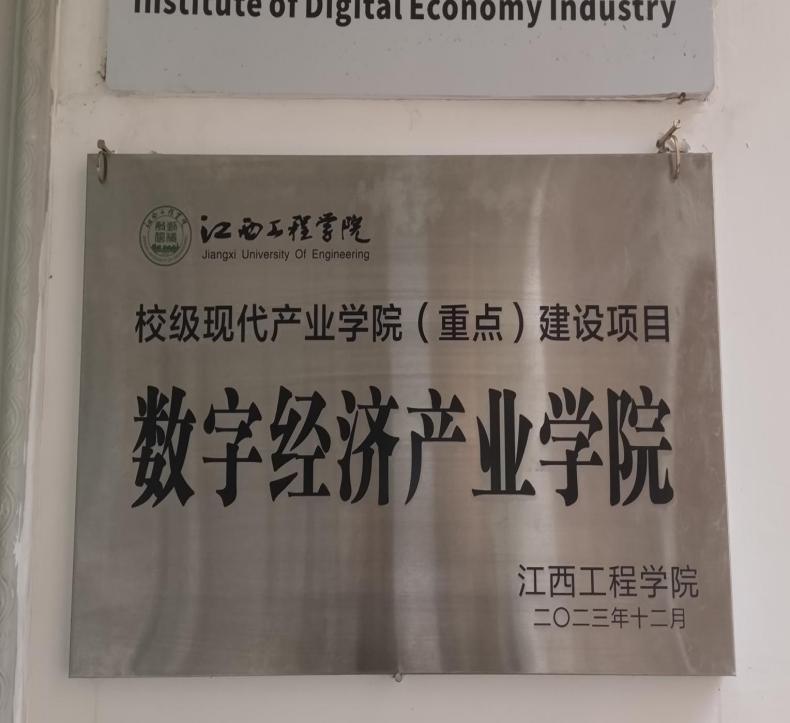 Institute of Digital Economy Industry
江西工程学院
Jiangxi University Of Engineering
校级现代产业学院（重点）建设项目
数字经济产业学院
江西工程学院
二〇二三年十二月